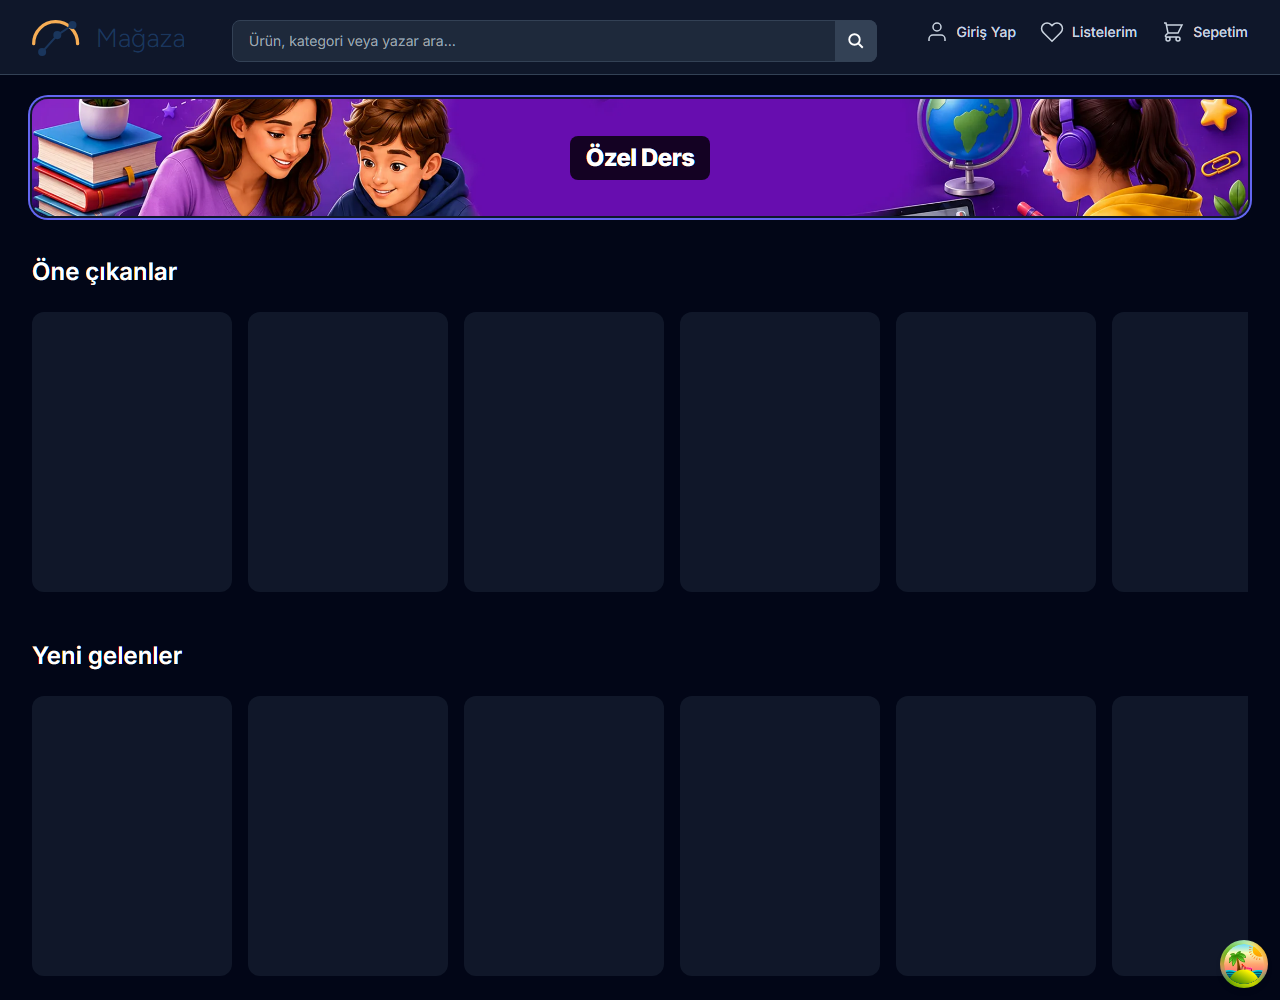 Mağaza
Ürün, kategori veya yazar ara...
Giriş Yap
Listelerim
Sepetim
Özel Ders
Öne çıkanlar
Yeni gelenler